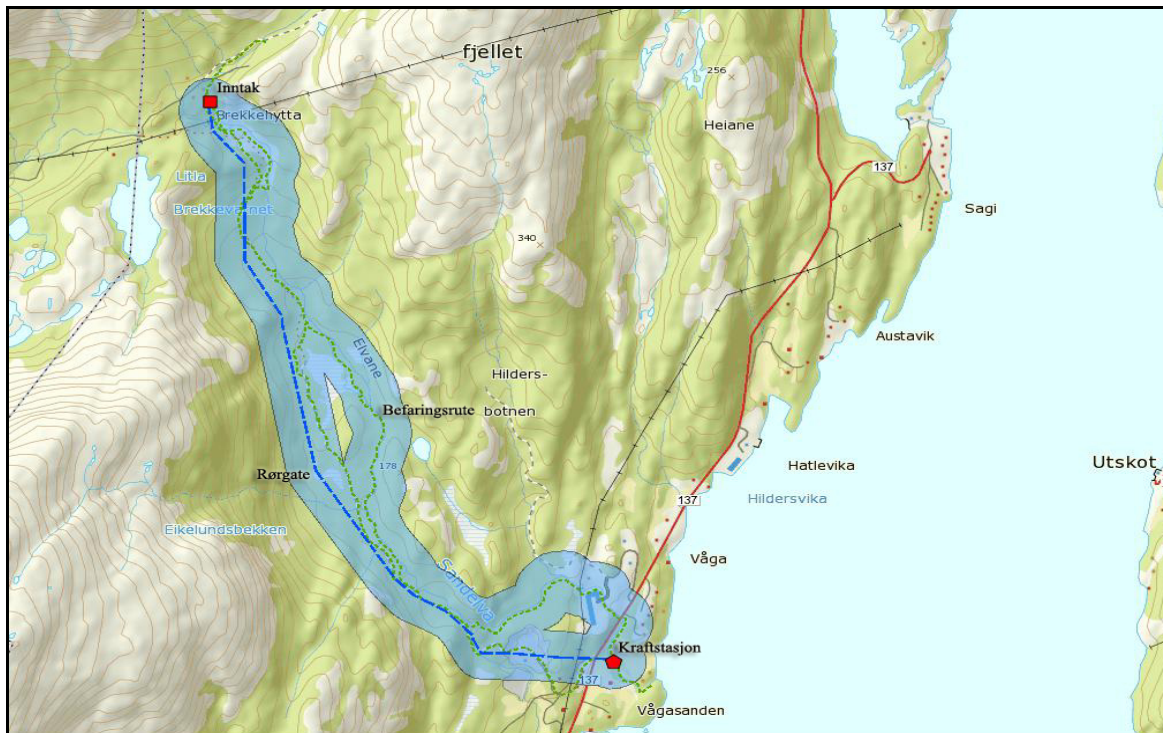 fjellet
256
Inntak
Brekkehytta
Heiane
137
Litla
Sagi
Brekkevatnet
340
Austavik
Elvane
Hilders-
Befaringsrute
botnen
Utskot
178
Hatlevika
Rørgate
137
Hildersvika
Eikelundsbekken
Våga
Sandelva
Kraftstasjon
137
Vågasanden